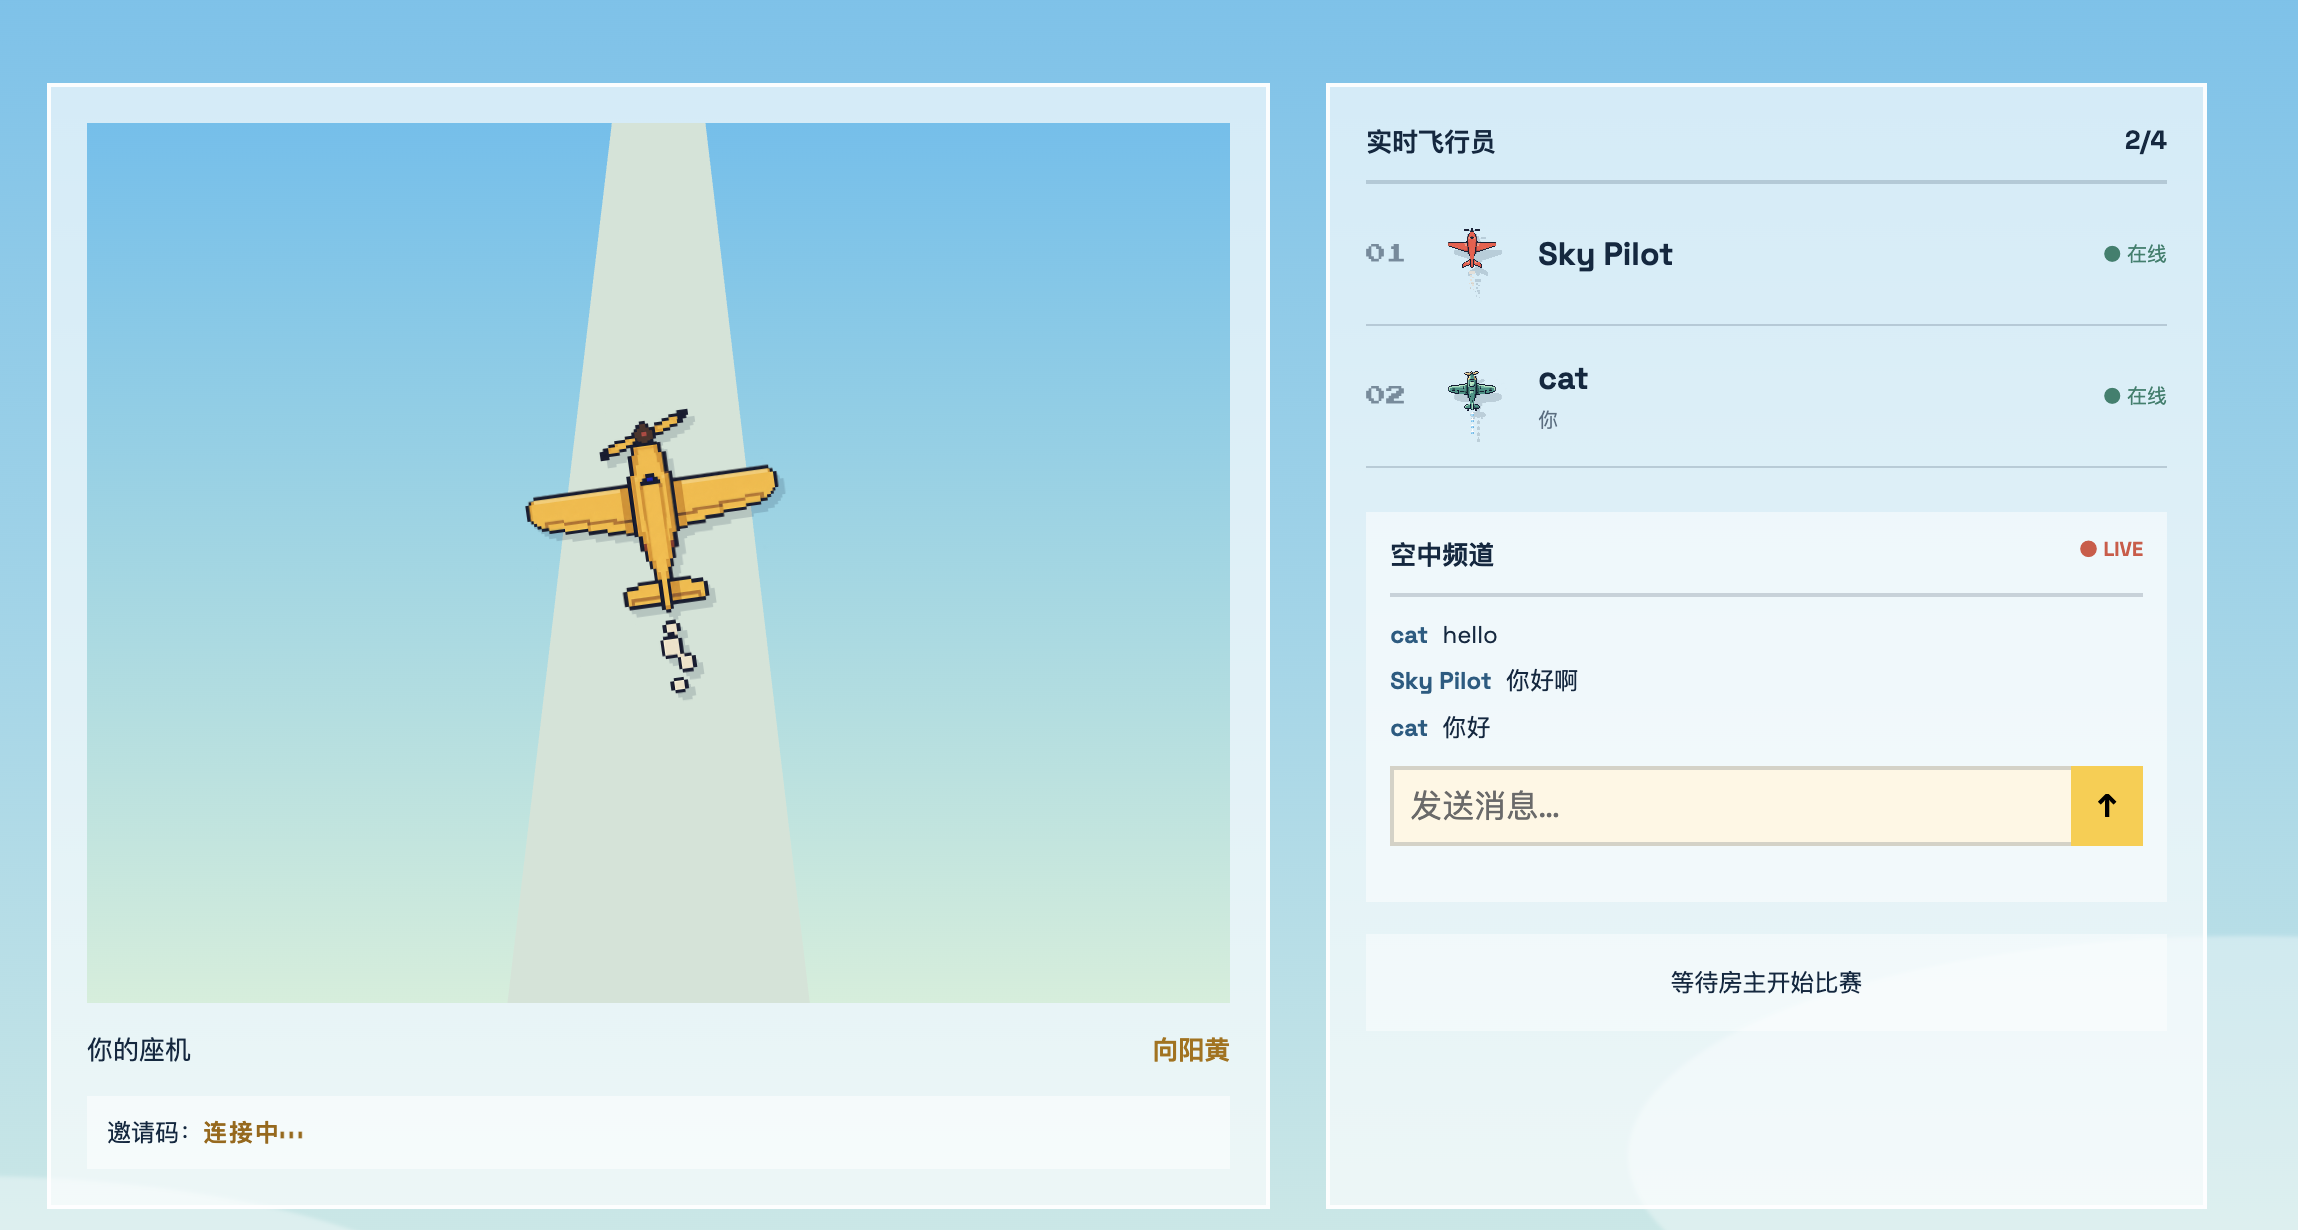 你的座机 向阳黄
邀请码：连接中···
实时飞行员 2/4
01 Sky Pilot 在线
02 cat 在线
你
空中频道 LIVE
cat hello
Sky Pilot 你好啊
cat 你好
发送消息... ↑
等待房主开始比赛